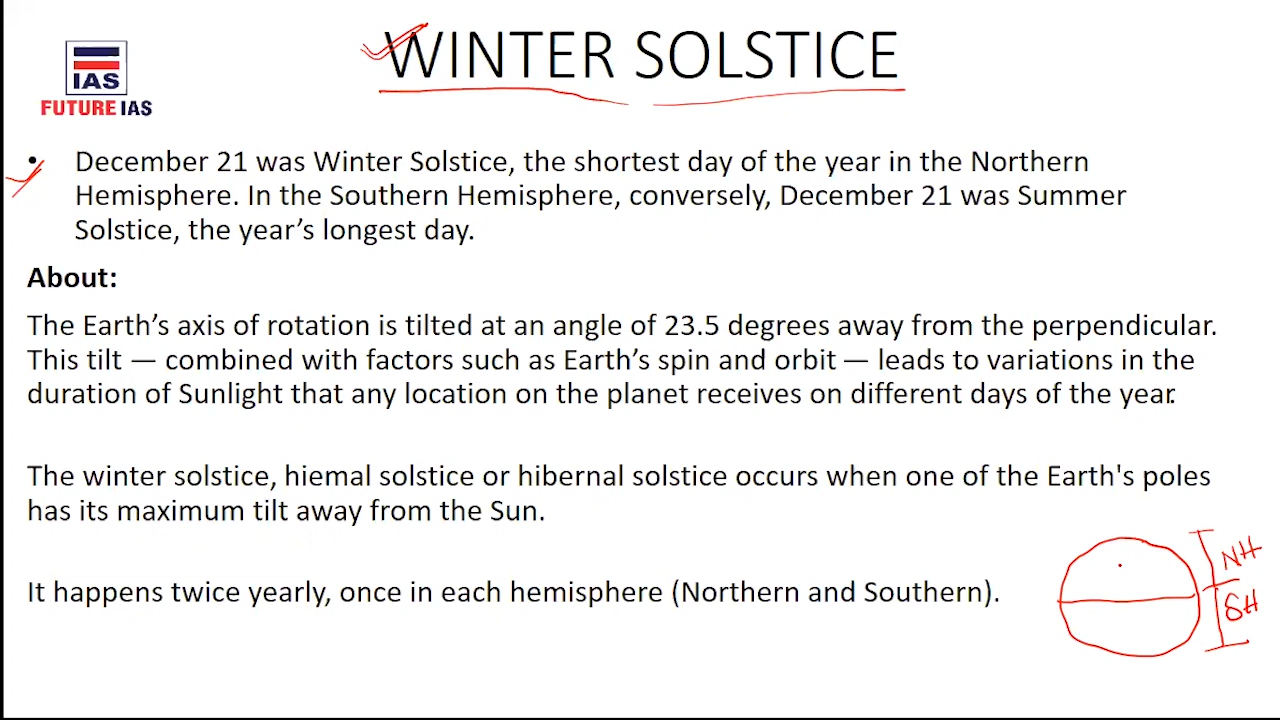 WINTER SOLSTICE
IAS
FUTURE IAS
• December 21 was Winter Solstice, the shortest day of the year in the Northern
Hemisphere. In the Southern Hemisphere, conversely, December 21 was Summer
Solstice, the year’s longest day.
About:
The Earth’s axis of rotation is tilted at an angle of 23.5 degrees away from the perpendicular.
This tilt — combined with factors such as Earth’s spin and orbit — leads to variations in the
duration of Sunlight that any location on the planet receives on different days of the year.
The winter solstice, hiemal solstice or hibernal solstice occurs when one of the Earth's poles
has its maximum tilt away from the Sun.
It happens twice yearly, once in each hemisphere (Northern and Southern).
NH
SH